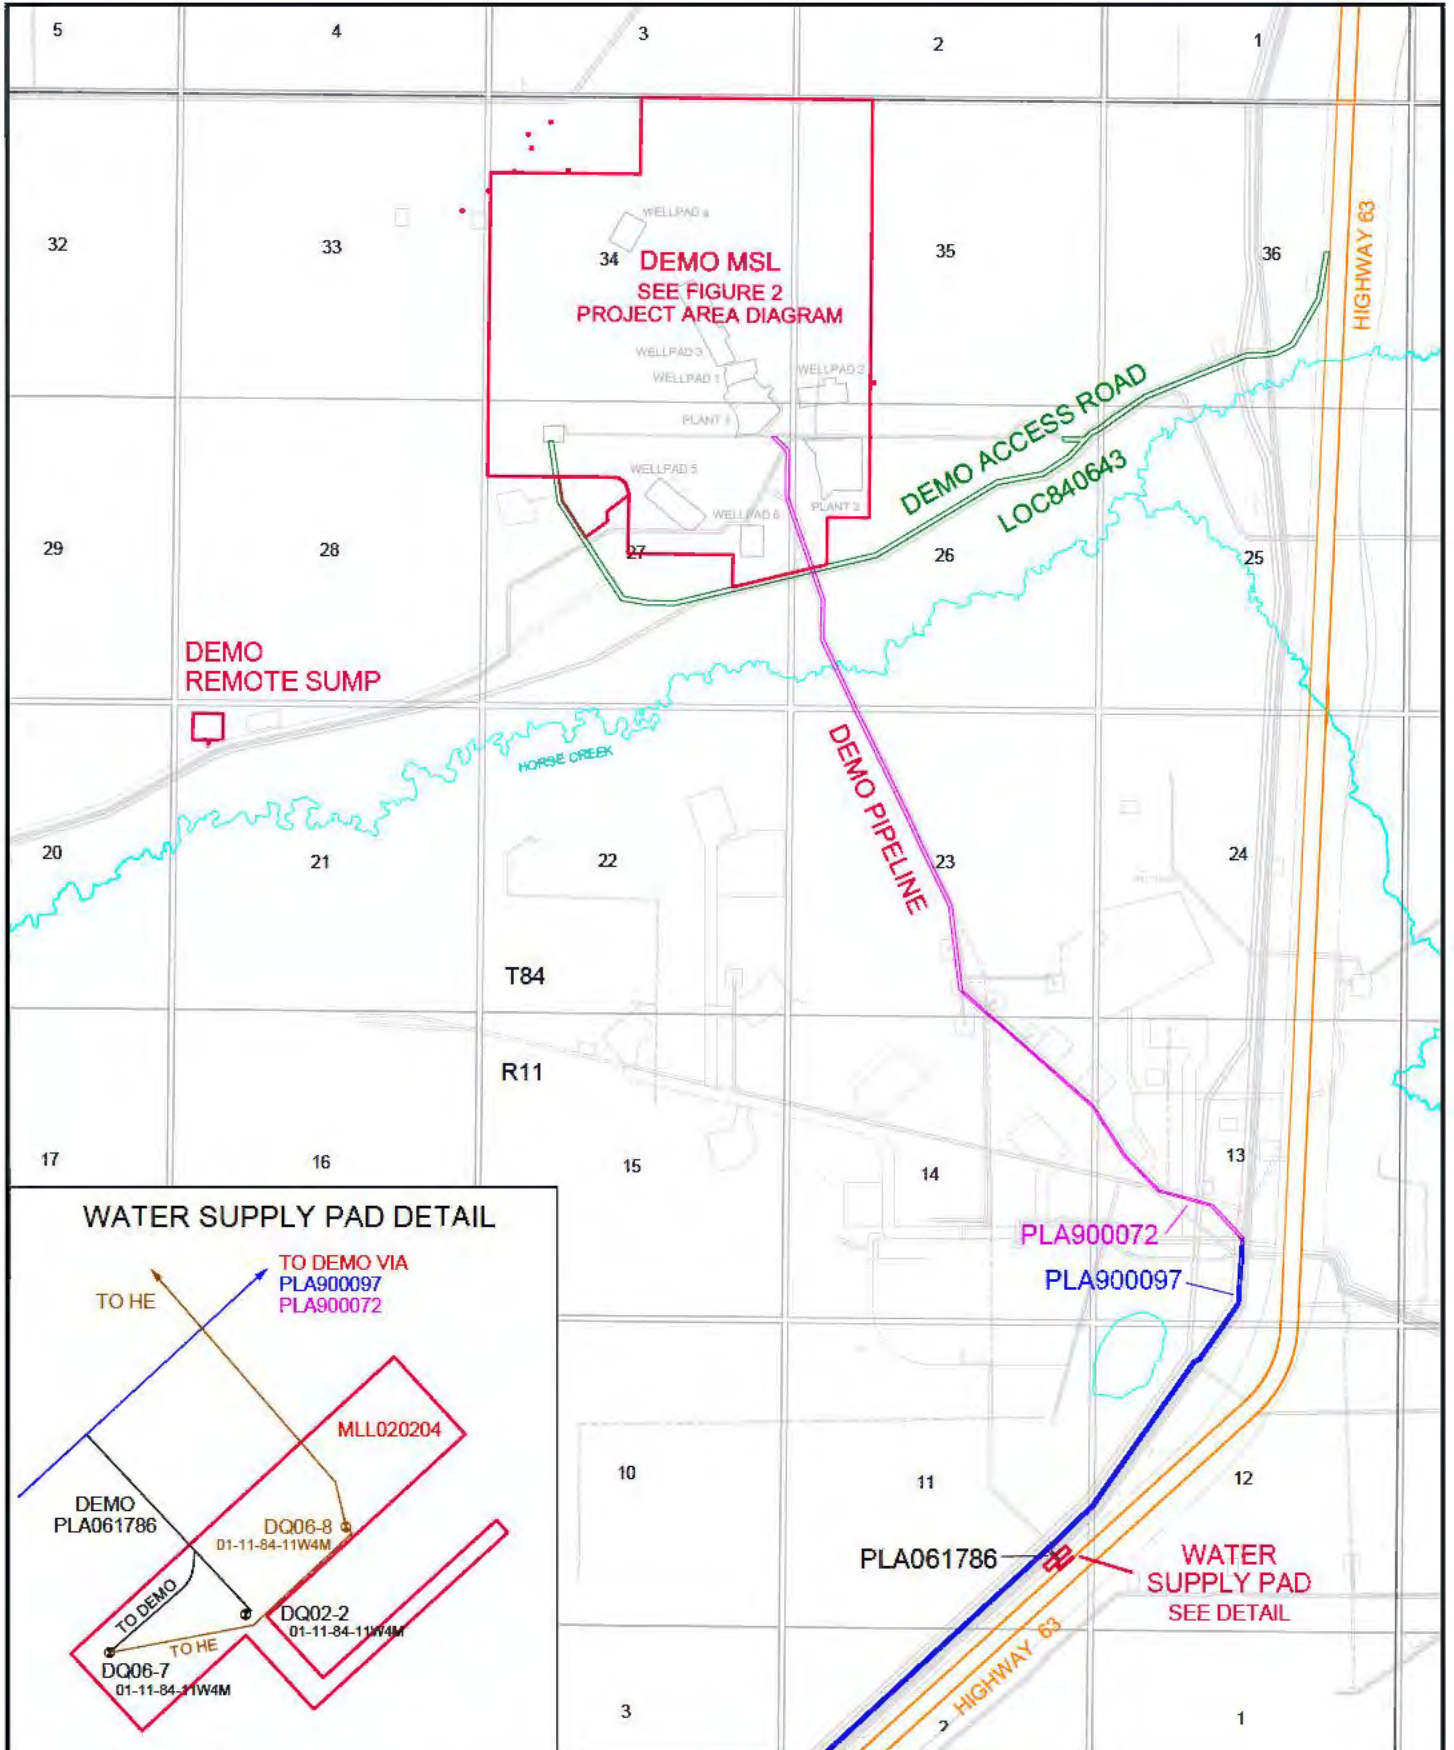 5
4
3
2
1
32
33
34
35
36
WELLPAD 4
DEMO MSL
SEE FIGURE 2
PROJECT AREA DIAGRAM
HIGHWAY 63
WELLPAD 3
WELLPAD 1
WELLPAD 2
PLANT 1
DEMO ACCESS ROAD
LOC840643
WELLPAD 5
WELLPAD 6
PLANT 2
29
28
27
26
25
DEMO
REMOTE SUMP
HORSE CREEK
DEMO PIPELINE
20
21
22
23
24
T84
R11
17
16
15
14
13
PLA900072
PLA900097
10
11
12
PLA061786
WATER
SUPPLY PAD
SEE DETAIL
HIGHWAY 63
3
2
1
WATER SUPPLY PAD DETAIL
TO DEMO VIA
PLA900097
PLA900072
TO HE
MLL020204
DEMO
PLA061786
DQ06-8
01-11-84-11W4M
TO DEMO
DQ02-2
01-11-84-11W4M
TO HE
DQ06-7
01-11-84-11W4M